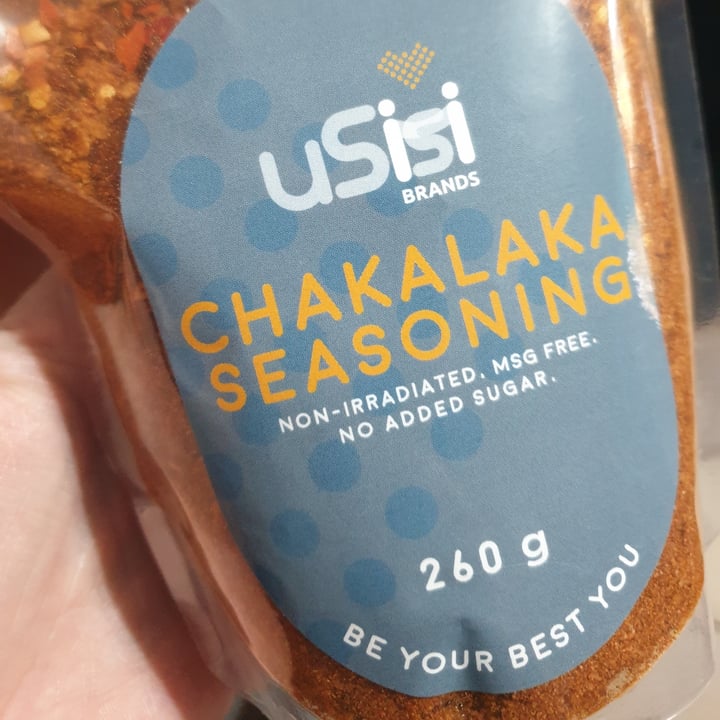 uSisi
BRANDS
CHAKALAKA
SEASONING
NON-IRRADIATED. MSG FREE.
NO ADDED SUGAR.
260 g
BE YOUR BEST YOU